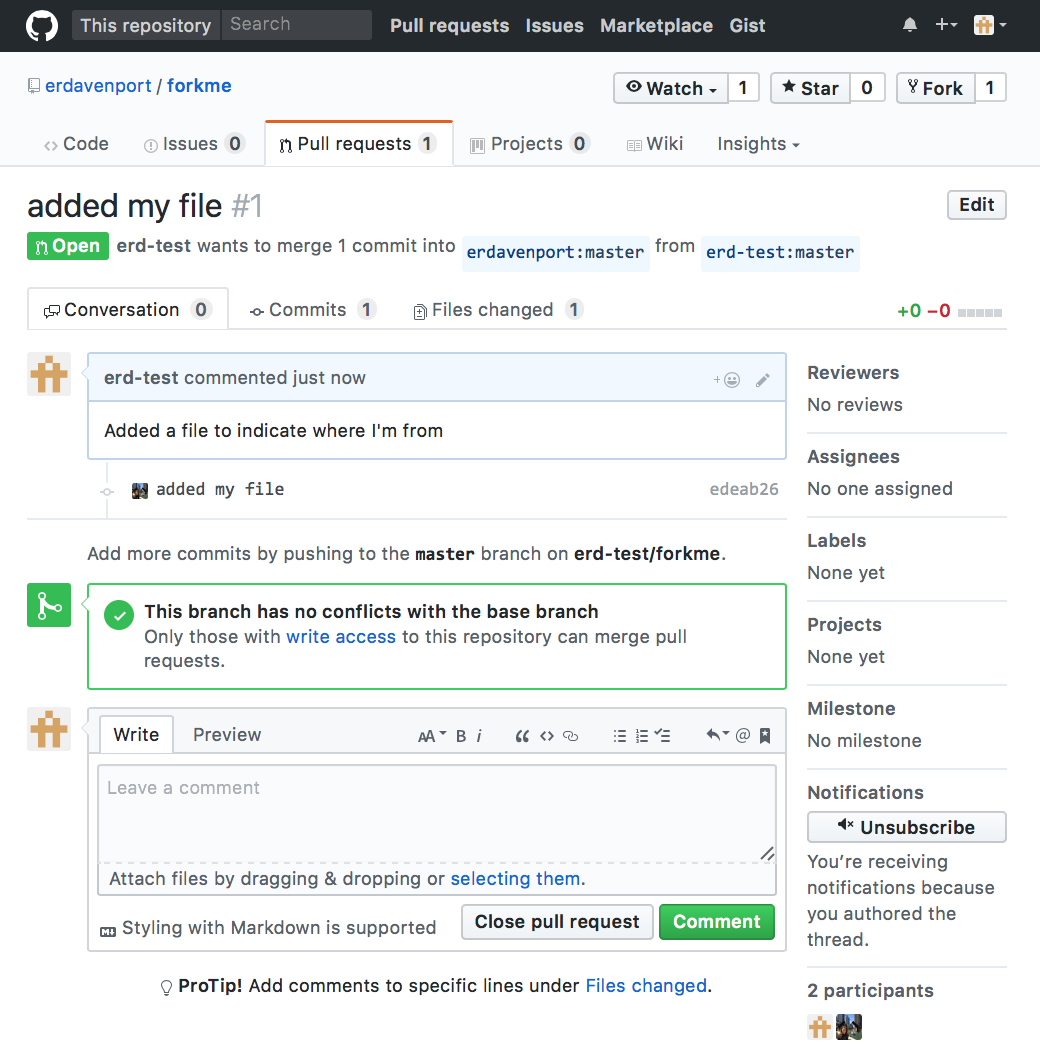 This repository Search Pull requests Issues Marketplace Gist
erdavenport / forkme Watch 1 Star 0 Fork 1
Code Issues 0 Pull requests 1 Projects 0 Wiki Insights
added my file #1 Edit
Open erd-test wants to merge 1 commit into erdavenport:master from erd-test:master
Conversation 0 Commits 1 Files changed 1 +0 −0
erd-test commented just now
Added a file to indicate where I'm from
added my file edeab26
Add more commits by pushing to the master branch on erd-test/forkme.
This branch has no conflicts with the base branch
Only those with write access to this repository can merge pull
requests.
Write Preview AA B i
Leave a comment
Attach files by dragging & dropping or selecting them.
Styling with Markdown is supported Close pull request Comment
ProTip! Add comments to specific lines under Files changed.
Reviewers
No reviews
Assignees
No one assigned
Labels
None yet
Projects
None yet
Milestone
No milestone
Notifications
Unsubscribe
You’re receiving
notifications because
you authored the
thread.
2 participants